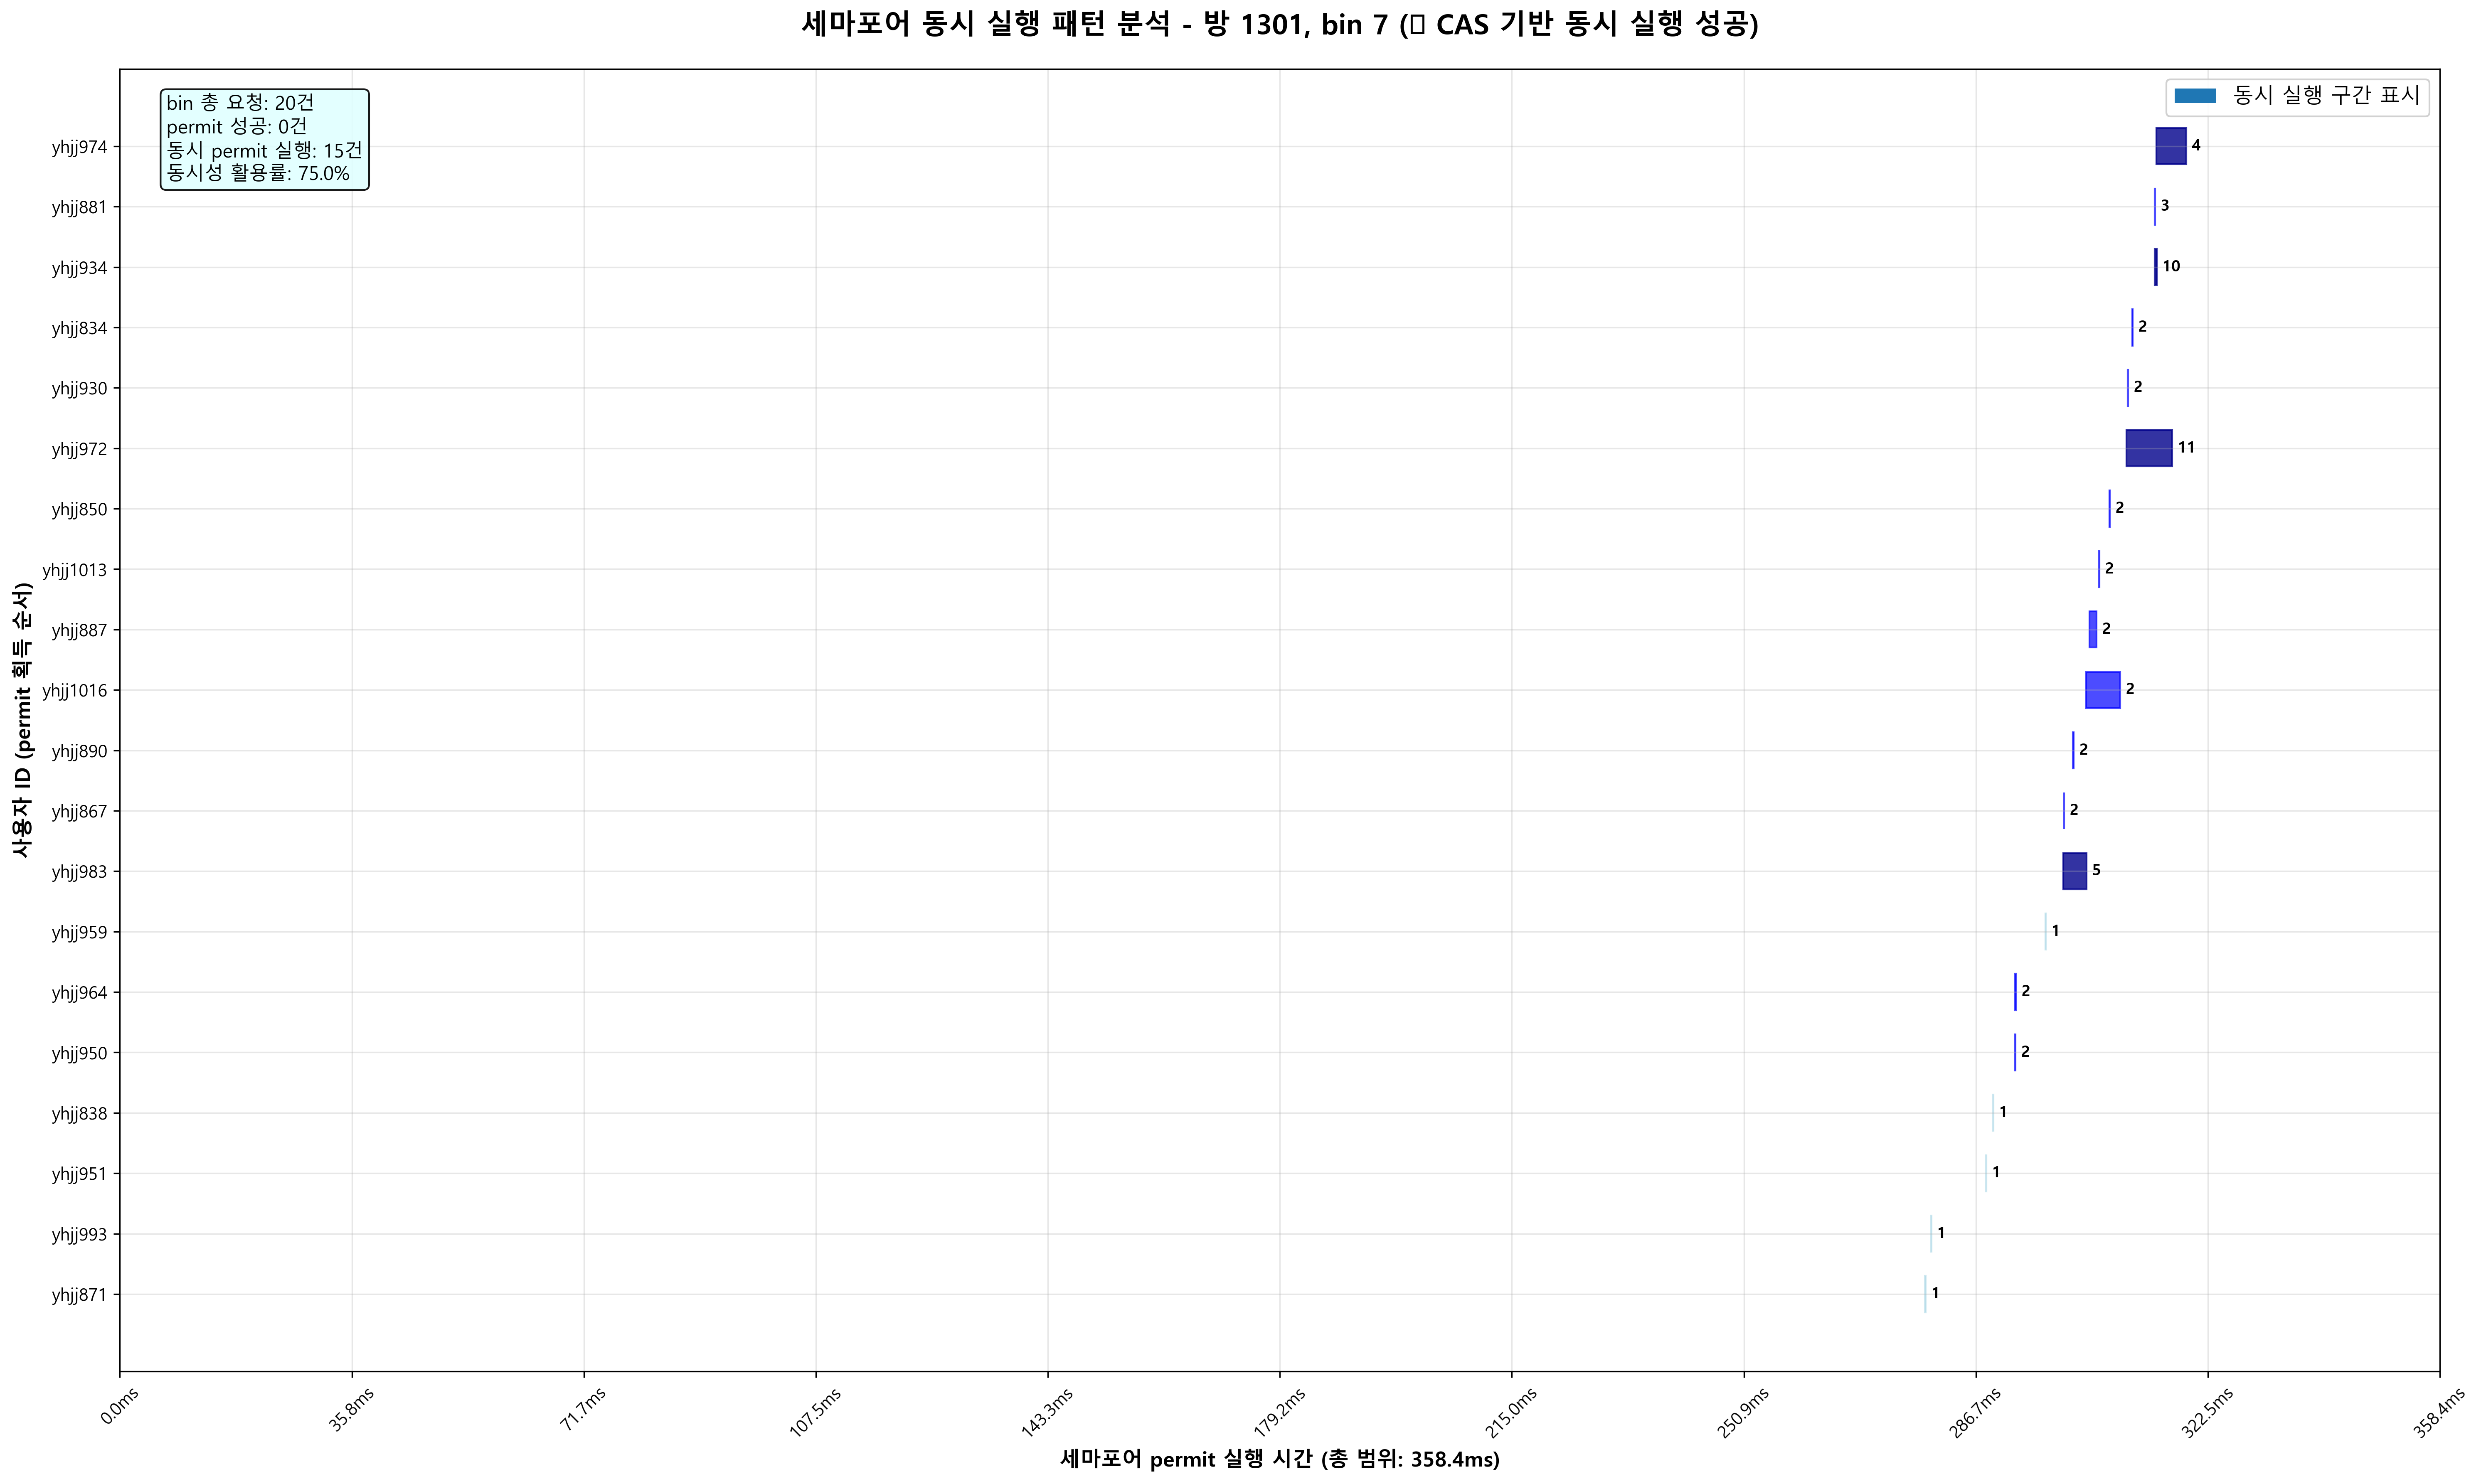 세마포어 동시 실행 패턴 분석 - 방 1301, bin 7 (▯ CAS 기반 동시 실행 성공)
bin 총 요청: 20건
permit 성공: 0건
동시 permit 실행: 15건
동시성 활용률: 75.0%
동시 실행 구간 표시
사용자 ID (permit 획득 순서)
yhjj974 4
yhjj881 3
yhjj934 10
yhjj834 2
yhjj930 2
yhjj972 11
yhjj850 2
yhjj1013 2
yhjj887 2
yhjj1016 2
yhjj890 2
yhjj867 2
yhjj983 5
yhjj959 1
yhjj964 2
yhjj950 2
yhjj838 1
yhjj951 1
yhjj993 1
yhjj871 1
0.0ms 35.8ms 71.7ms 107.5ms 143.3ms 179.2ms 215.0ms 250.9ms 286.7ms 322.5ms 358.4ms
세마포어 permit 실행 시간 (총 범위: 358.4ms)